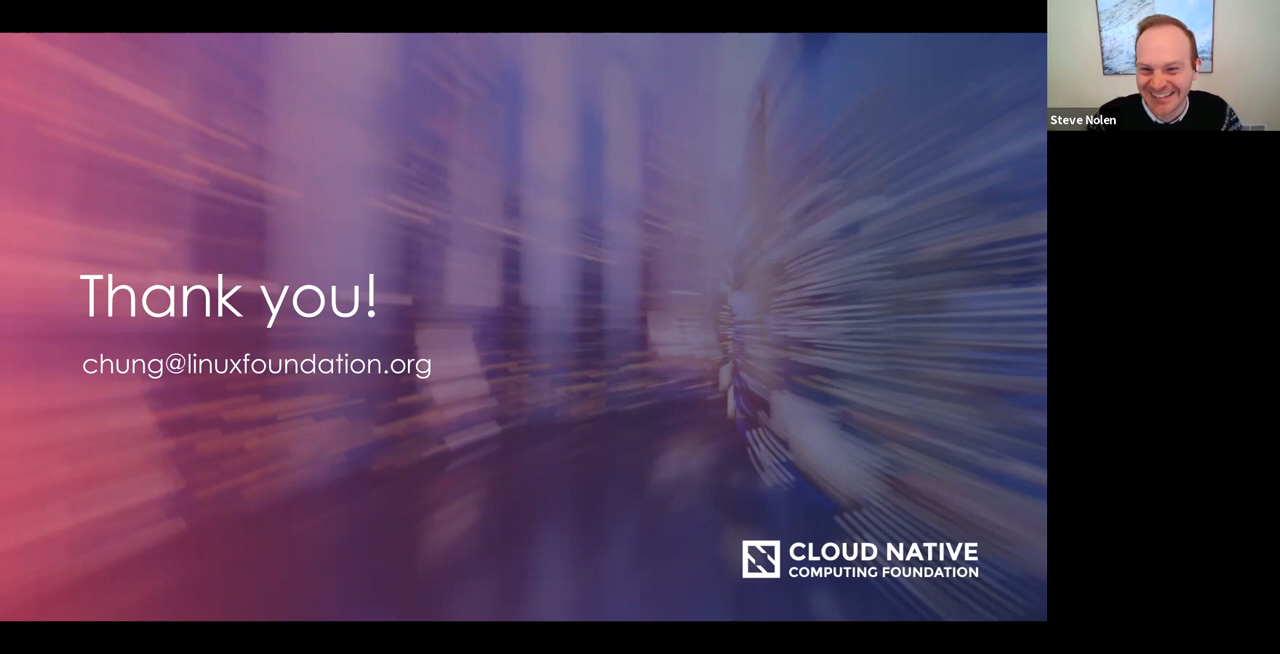 Steve Nolen
Thank you!
chung@linuxfoundation.org
CLOUD NATIVE
COMPUTING FOUNDATION